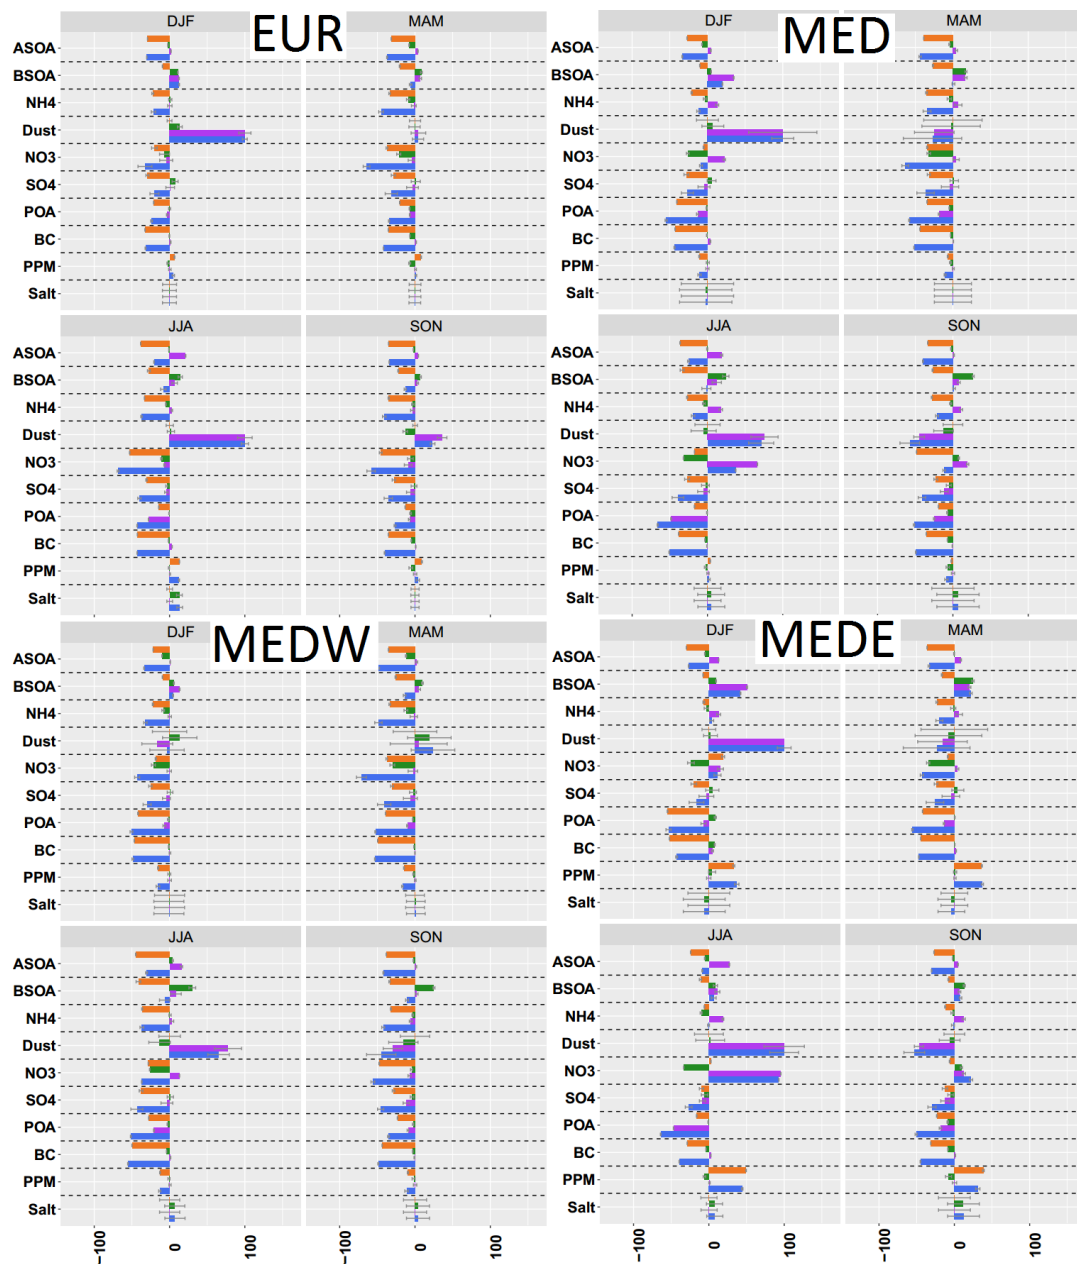 EUR
DJF
MAM
ASOA
BSOA
NH4
Dust
NO3
SO4
POA
BC
PPM
Salt
JJA
SON
ASOA
BSOA
NH4
Dust
NO3
SO4
POA
BC
PPM
Salt
MED
DJF
MAM
ASOA
BSOA
NH4
Dust
NO3
SO4
POA
BC
PPM
Salt
JJA
SON
ASOA
BSOA
NH4
Dust
NO3
SO4
POA
BC
PPM
Salt
MEDW
DJF
MAM
ASOA
BSOA
NH4
Dust
NO3
SO4
POA
BC
PPM
Salt
JJA
SON
ASOA
BSOA
NH4
Dust
NO3
SO4
POA
BC
PPM
Salt
-100
0
100
-100
0
100
MEDE
DJF
MAM
ASOA
BSOA
NH4
Dust
NO3
SO4
POA
BC
PPM
Salt
JJA
SON
ASOA
BSOA
NH4
Dust
NO3
SO4
POA
BC
PPM
Salt
-100
0
100
-100
0
100